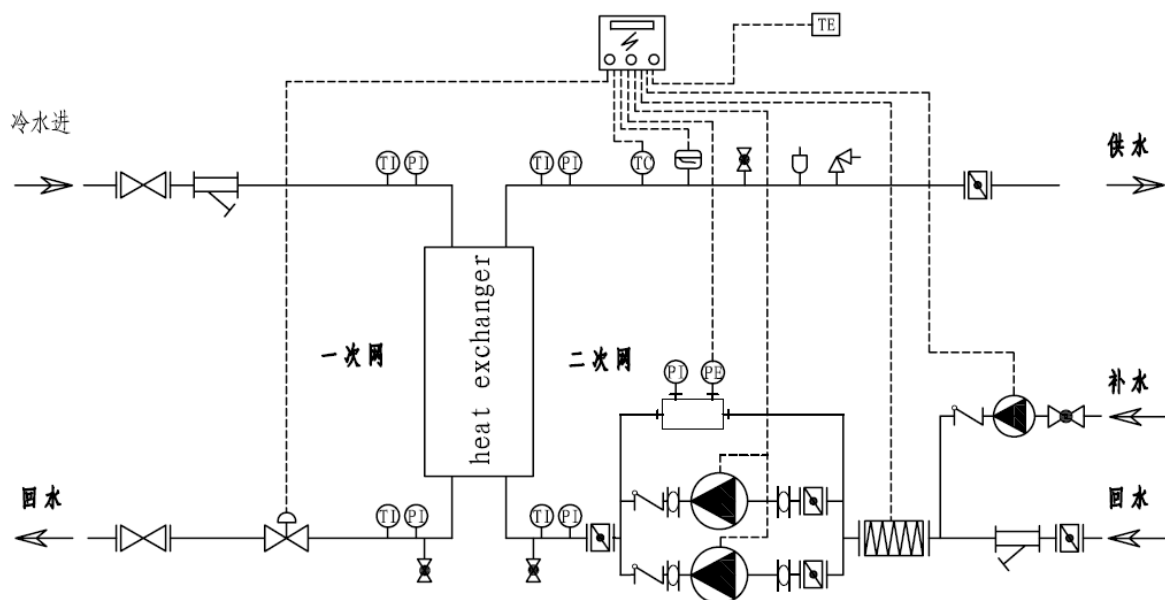 TE
冷水进
TI PI TI PI TC
供水
heat exchanger
一次网 二次网
PI PE
补水
回水 回水
TI PI TI PI